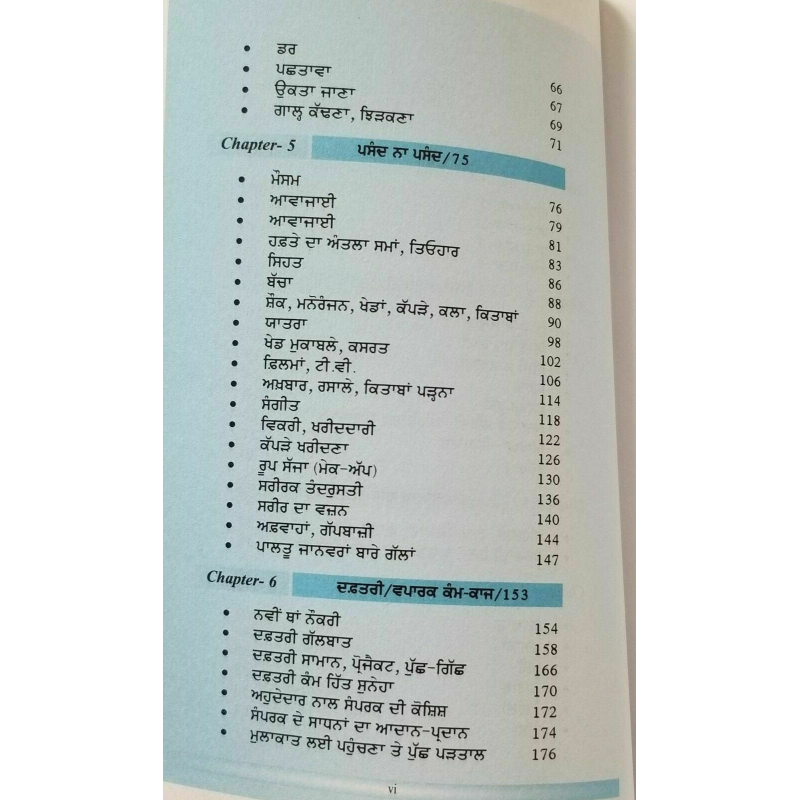 • ਡਰ 66
• ਪਛਤਾਵਾ 67
• ਉਕਤਾ ਜਾਣਾ 69
• ਗਾਲ੍ਹ ਕੱਢਣਾ, ਝਿੜਕਣਾ 71
Chapter- 5 ਪਸੰਦ ਨਾ ਪਸੰਦ/75
• ਮੌਸਮ 76
• ਆਵਾਜਾਈ 79
• ਆਵਾਜਾਈ 81
• ਹਫ਼ਤੇ ਦਾ ਅੰਤਲਾ ਸਮਾਂ, ਤਿਓਹਾਰ 83
• ਸਿਹਤ 86
• ਬੱਚਾ 88
• ਸ਼ੌਕ, ਮਨੋਰੰਜਨ, ਖੇਡਾਂ, ਕੱਪੜੇ, ਕਲਾ, ਕਿਤਾਬਾਂ 90
• ਯਾਤਰਾ 98
• ਖੇਡ ਮੁਕਾਬਲੇ, ਕਸਰਤ 102
• ਫ਼ਿਲਮਾਂ, ਟੀ.ਵੀ. 106
• ਅਖ਼ਬਾਰ, ਰਸਾਲੇ, ਕਿਤਾਬਾਂ ਪੜ੍ਹਨਾ 114
• ਸੰਗੀਤ 118
• ਵਿਕਰੀ, ਖਰੀਦਦਾਰੀ 122
• ਕੱਪੜੇ ਖਰੀਦਣਾ 126
• ਰੂਪ ਸੱਜਾ (ਮੇਕ-ਅੱਪ) 130
• ਸਰੀਰਕ ਤੰਦਰੁਸਤੀ 136
• ਸਰੀਰ ਦਾ ਵਜ਼ਨ 140
• ਅਫ਼ਵਾਹਾਂ, ਗੱਪਬਾਜ਼ੀ 144
• ਪਾਲਤੂ ਜਾਨਵਰਾਂ ਬਾਰੇ ਗੱਲਾਂ 147
Chapter- 6 ਦਫ਼ਤਰੀ/ਵਪਾਰਕ ਕੰਮ-ਕਾਜ/153
• ਨਵੀਂ ਥਾਂ ਨੌਕਰੀ 154
• ਦਫ਼ਤਰੀ ਗੱਲਬਾਤ 158
• ਦਫ਼ਤਰੀ ਸਾਮਾਨ, ਪ੍ਰੋਜੈਕਟ, ਪੁੱਛ-ਗਿੱਛ 166
• ਦਫ਼ਤਰੀ ਕੰਮ ਹਿੱਤ ਸੁਨੇਹਾ 170
• ਅਹੁਦੇਦਾਰ ਨਾਲ ਸੰਪਰਕ ਦੀ ਕੋਸ਼ਿਸ਼ 172
• ਸੰਪਰਕ ਦੇ ਸਾਧਨਾਂ ਦਾ ਆਦਾਨ-ਪ੍ਰਦਾਨ 174
• ਮੁਲਾਕਾਤ ਲਈ ਪਹੁੰਚਣਾ ਤੇ ਪੁੱਛ ਪੜਤਾਲ 176
vi